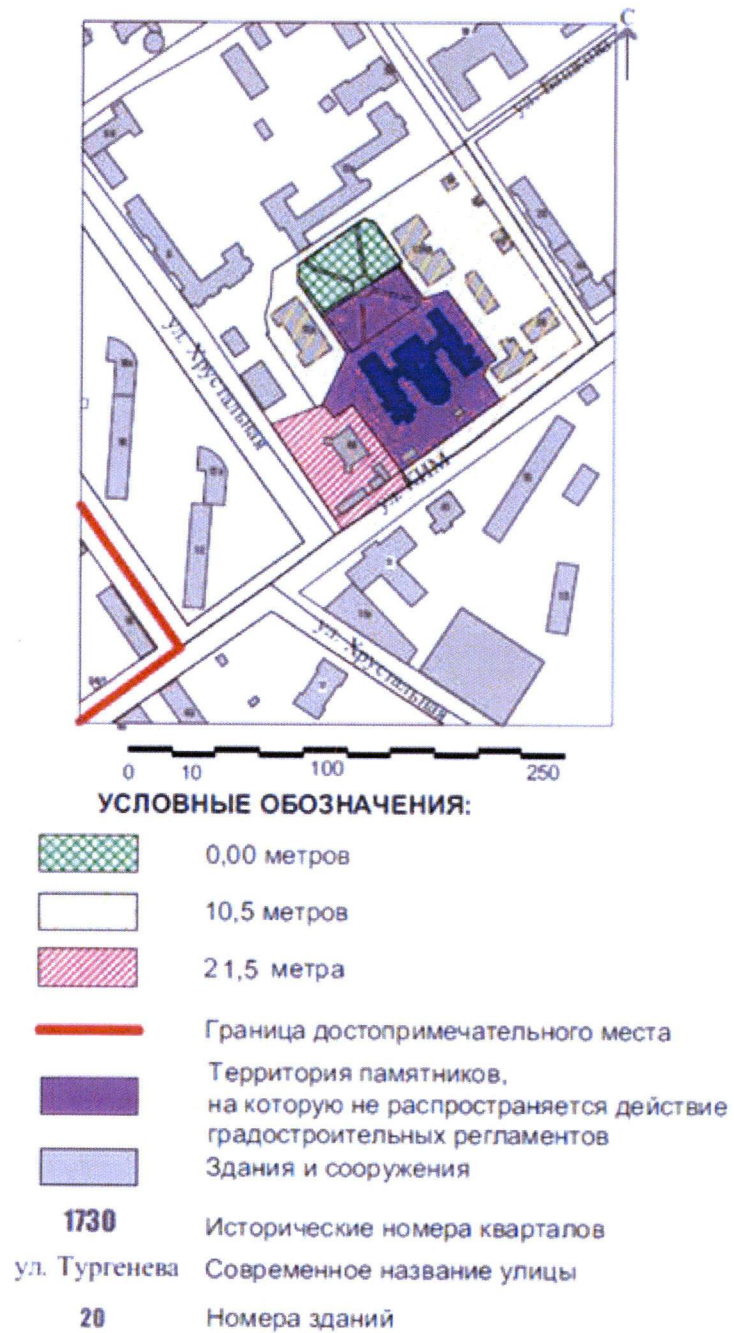 С
ул. Хрустальная
ул. КИМ
ул. Хрустальная
0 10 100 250
УСЛОВНЫЕ ОБОЗНАЧЕНИЯ:
0,00 метров
10,5 метров
21,5 метра
Граница достопримечательного места
Территория памятников,
на которую не распространяется действие
градостроительных регламентов
Здания и сооружения
1730 Исторические номера кварталов
ул. Тургенева Современное название улицы
20 Номера зданий